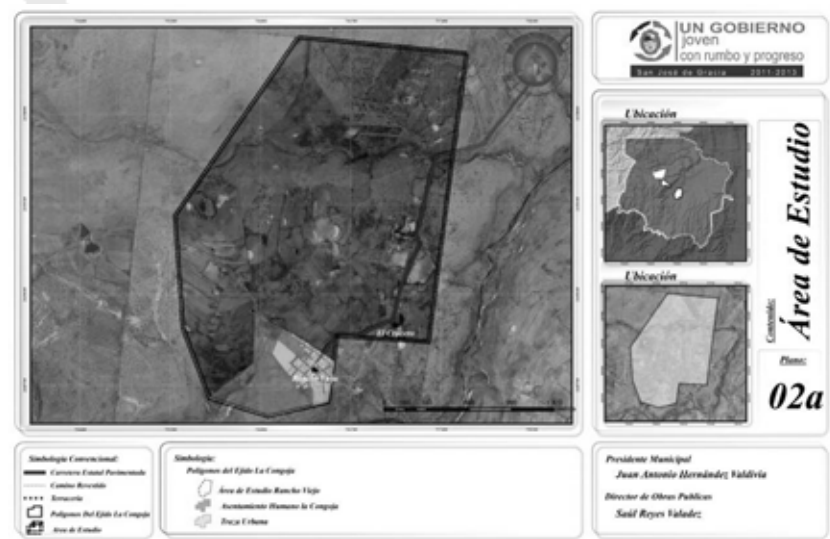 UN GOBIERNO
joven
con rumbo y progreso
San José de Gracia 2011-2013
Ubicación
Ubicación
Contenido:
Área de Estudio
Plano:
02a
El Cepillo
Simbología Convencional:
Carretera Estatal Pavimentada
Camino Revestido
Terracería
Polígonos Del Ejido La Congoja
Area de Estudio
Simbología:
Polígonos del Ejido La Congoja
Área de Estudio Rancho Viejo
Asentamiento Humano la Congoja
Traza Urbana
Presidente Municipal
Juan Antonio Hernández Valdivia
Director de Obras Publicas
Saúl Reyes Valadez